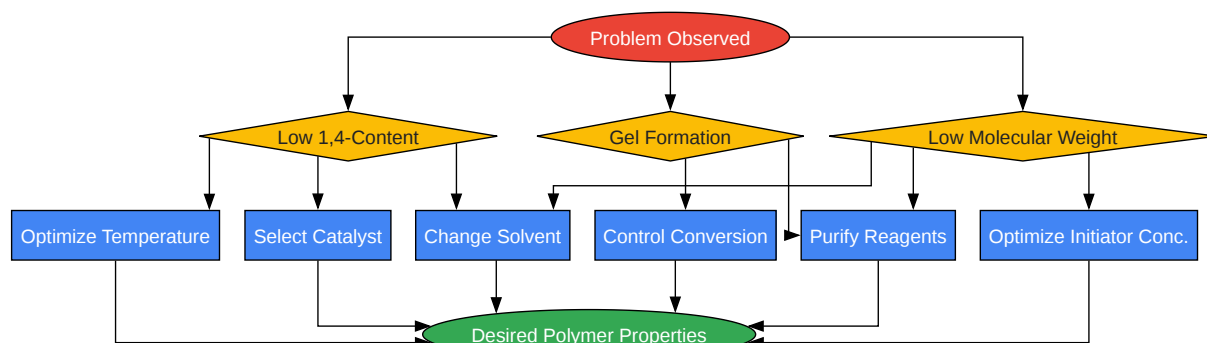 Problem Observed
Low 1,4-Content
Gel Formation
Low Molecular Weight
Optimize Temperature
Select Catalyst
Change Solvent
Control Conversion
Purify Reagents
Optimize Initiator Conc.
Desired Polymer Properties